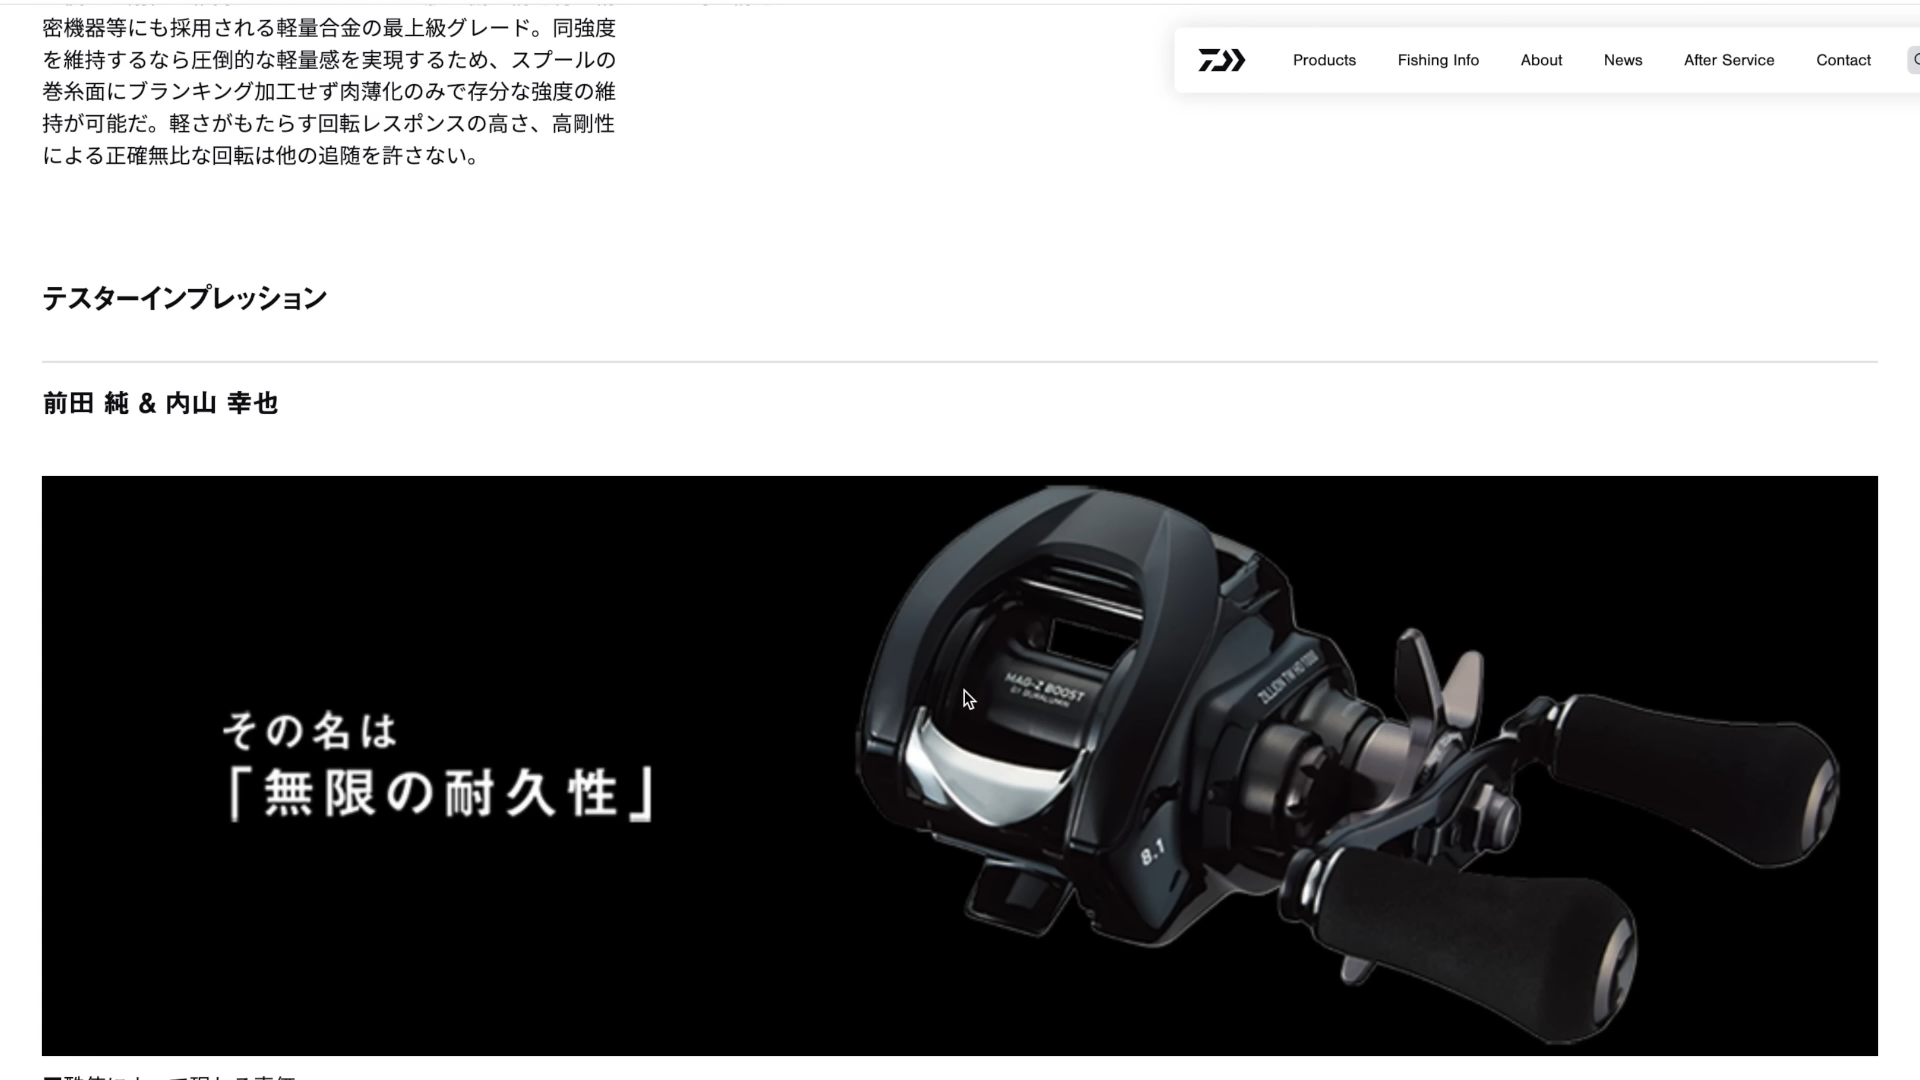 密機器等にも採用される軽量合金の最上級グレード。同強度
を維持するなら圧倒的な軽量感を実現するため、スプールの
巻糸面にブランキング加工せず肉薄化のみで存分な強度の維
持が可能だ。軽さがもたらす回転レスポンスの高さ、高剛性
による正確無比な回転は他の追随を許さない。
Products Fishing Info About News After Service Contact
テスターインプレッション
前田 純 & 内山 幸也
その名は
「無限の耐久性」
MAG-Z BOOST
G1 DURALUMIN
ZILLION TW HD 1000
8.1